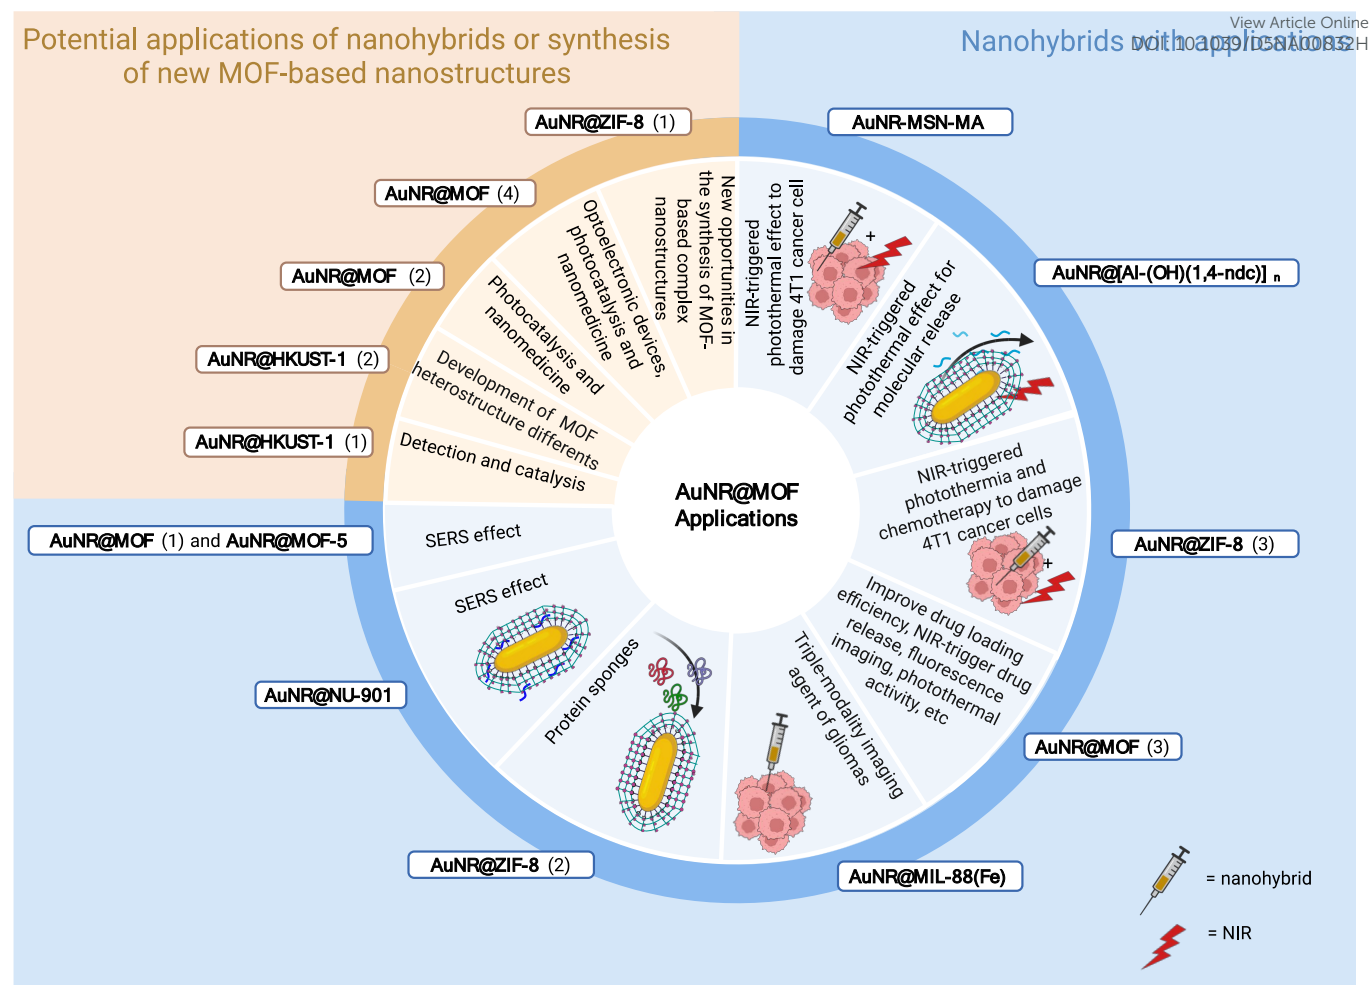 View Article Online
DOI: 10.1039/D5NA00832H
Potential applications of nanohybrids or synthesis
of new MOF-based nanostructures
Nanohybrids with applications
AuNR@ZIF-8 (1)
AuNR-MSN-MA
AuNR@MOF (4)
AuNR@[Al-(OH)(1,4-ndc)] n
AuNR@MOF (2)
AuNR@HKUST-1 (2)
AuNR@HKUST-1 (1)
AuNR@MOF (1) and AuNR@MOF-5
AuNR@ZIF-8 (3)
AuNR@NU-901
AuNR@MOF (3)
AuNR@ZIF-8 (2)
AuNR@MIL-88(Fe)
New opportunities in
the synthesis of MOF-
based complex
nanostructures
NIR-triggered
photothermal effect to
damage 4T1 cancer cell
+
NIR-triggered
photothermal effect for
molecular release
NIR-triggered
photothermia and
chemotherapy to damage
4T1 cancer cells
+
Improve drug loading
efficiency, NIR-trigger drug
release, fluorescence
imaging, photothermal
activity, etc
Triple-modality imaging
agent of gliomas
Protein sponges
SERS effect
SERS effect
Detection and catalysis
Development of MOF
heterostructure differents
Photocatalysis and
nanomedicine
Optoelectronic devices,
photocatalysis and
nanomedicine
AuNR@MOF
Applications
= nanohybrid
= NIR